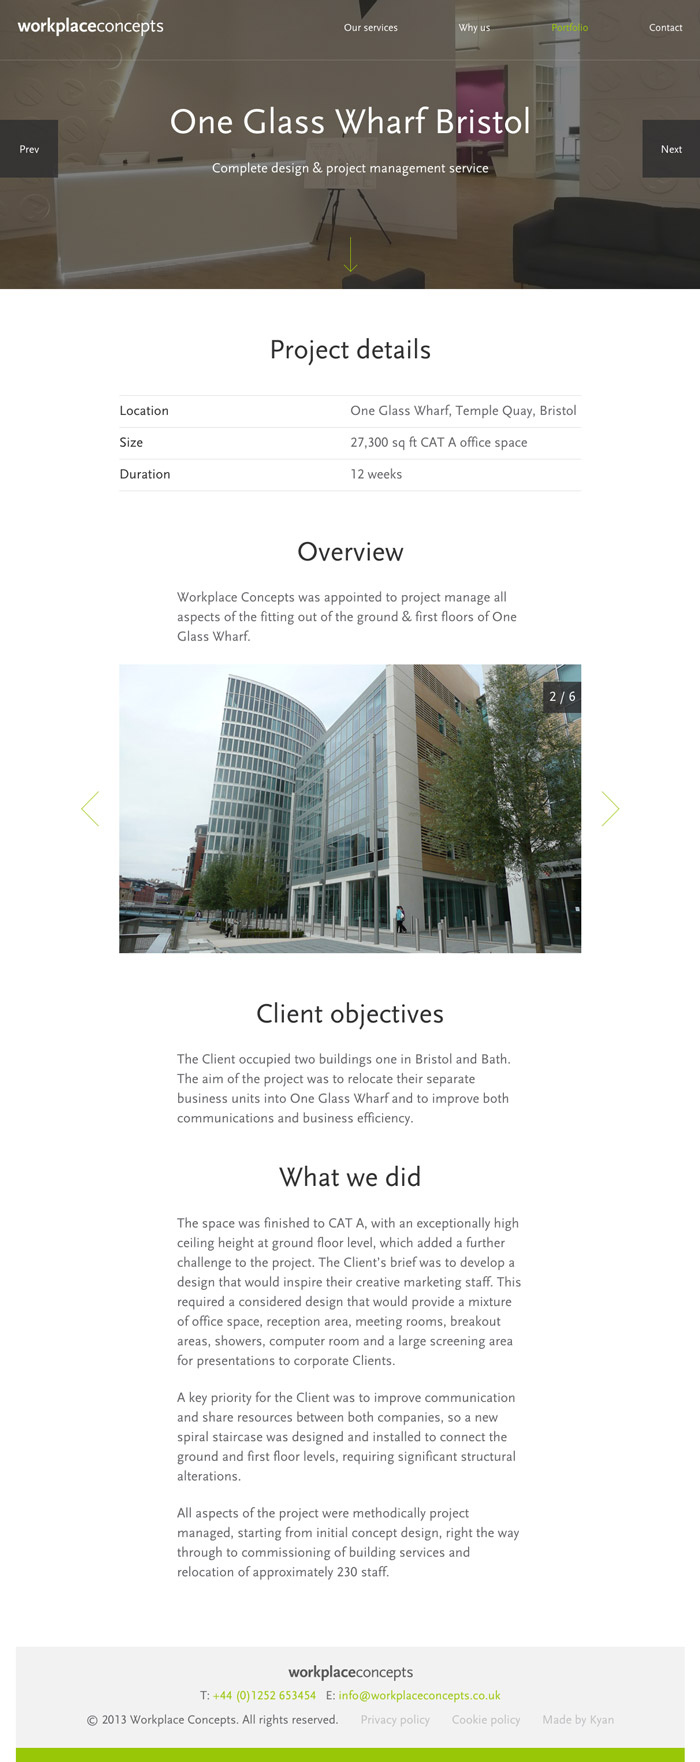 workplaceconcepts
Our services
Why us
Portfolio
Contact
One Glass Wharf Bristol
Prev
Next
Complete design & project management service
Project details
Location One Glass Wharf, Temple Quay, Bristol
Size 27,300 sq ft CAT A office space
Duration 12 weeks
Overview
Workplace Concepts was appointed to project manage all
aspects of the fitting out of the ground & first floors of One
Glass Wharf.
2 / 6
Client objectives
The Client occupied two buildings one in Bristol and Bath.
The aim of the project was to relocate their separate
business units into One Glass Wharf and to improve both
communications and business efficiency.
What we did
The space was finished to CAT A, with an exceptionally high
ceiling height at ground floor level, which added a further
challenge to the project. The Client's brief was to develop a
design that would inspire their creative marketing staff. This
required a considered design that would provide a mixture
of office space, reception area, meeting rooms, breakout
areas, showers, computer room and a large screening area
for presentations to corporate Clients.
A key priority for the Client was to improve communication
and share resources between both companies, so a new
spiral staircase was designed and installed to connect the
ground and first floor levels, requiring significant structural
alterations.
All aspects of the project were methodically project
managed, starting from initial concept design, right the way
through to commissioning of building services and
relocation of approximately 230 staff.
workplaceconcepts
T: +44 (0)1252 653454 E: info@workplaceconcepts.co.uk
© 2013 Workplace Concepts. All rights reserved. Privacy policy Cookie policy Made by Kyan